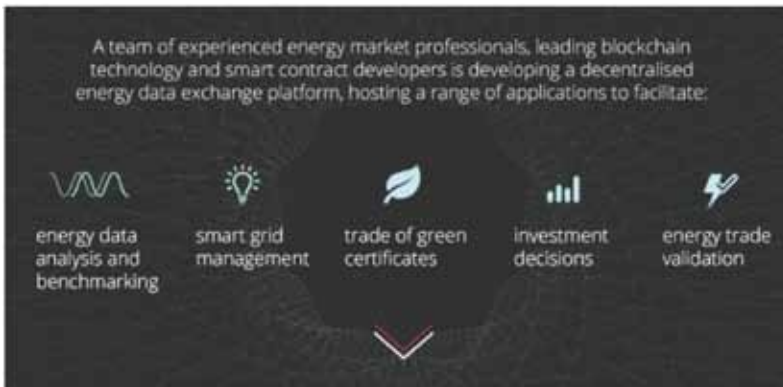 A team of experienced energy market professionals, leading blockchain
technology and smart contract developers is developing a decentralised
energy data exchange platform, hosting a range of applications to facilitate:
energy data
analysis and
benchmarking
smart grid
management
trade of green
certificates
investment
decisions
energy trade
validation